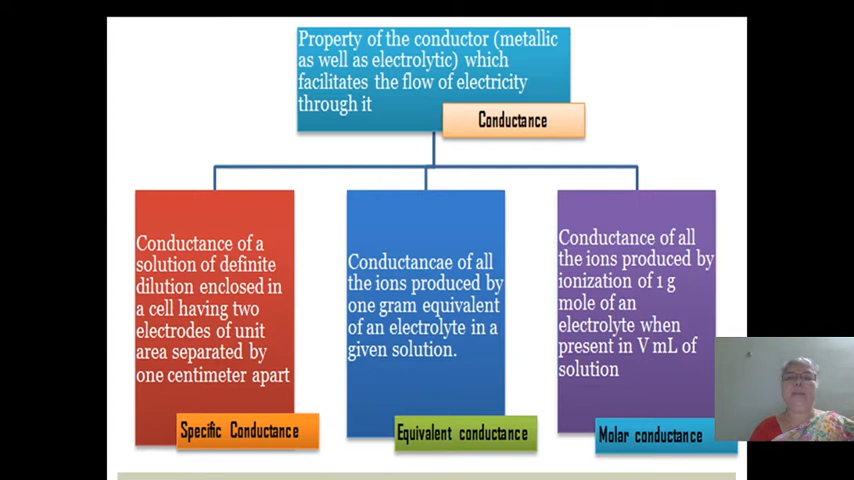 Property of the conductor (metallic
as well as electrolytic) which
facilitates the flow of electricity
through it
Conductance
Conductance of a
solution of definite
dilution enclosed in
a cell having two
electrodes of unit
area separated by
one centimeter apart
Specific Conductance
Conductancae of all
the ions produced by
one gram equivalent
of an electrolyte in a
given solution.
Equivalent conductance
Conductance of all
the ions produced by
ionization of 1 g
mole of an
electrolyte when
present in V mL of
solution
Molar conductance